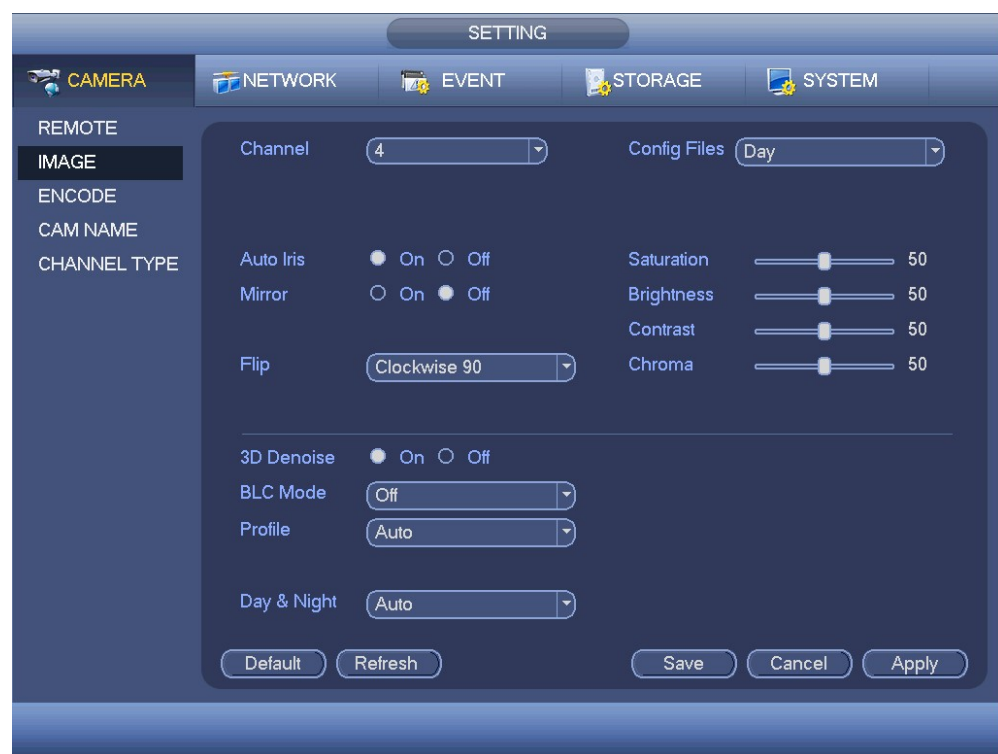 SETTING
CAMERA NETWORK EVENT STORAGE SYSTEM
REMOTE
IMAGE
ENCODE
CAM NAME
CHANNEL TYPE
Channel 4 Config Files Day
Auto Iris On Off Saturation 50
Mirror On Off Brightness 50
Contrast 50
Flip Clockwise 90 Chroma 50
3D Denoise On Off
BLC Mode Off
Profile Auto
Day & Night Auto
Default Refresh Save Cancel Apply